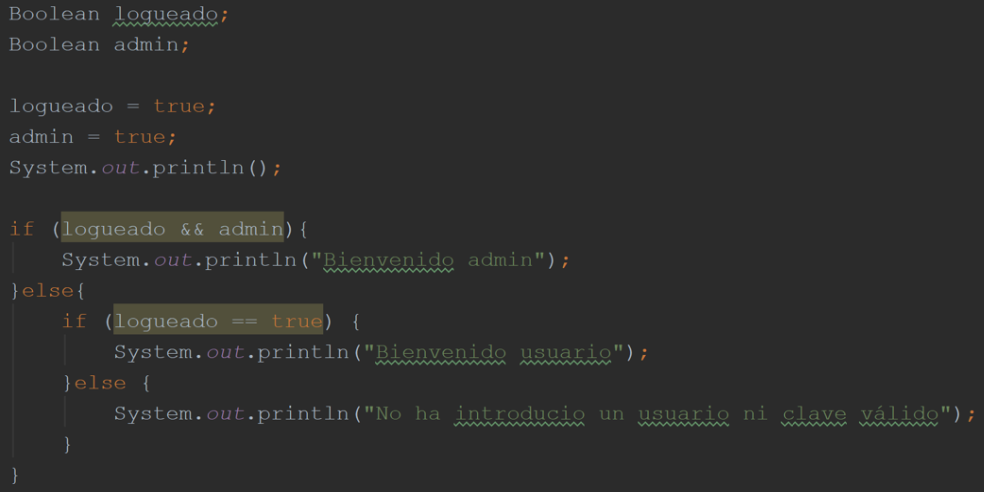 Boolean logueado;
Boolean admin;
logueado = true;
admin = true;
System.out.println();
if (logueado && admin){
System.out.println("Bienvenido admin");
}else{
if (logueado == true) {
System.out.println("Bienvenido usuario");
}else {
System.out.println("No ha introducio un usuario ni clave válido");
}
}